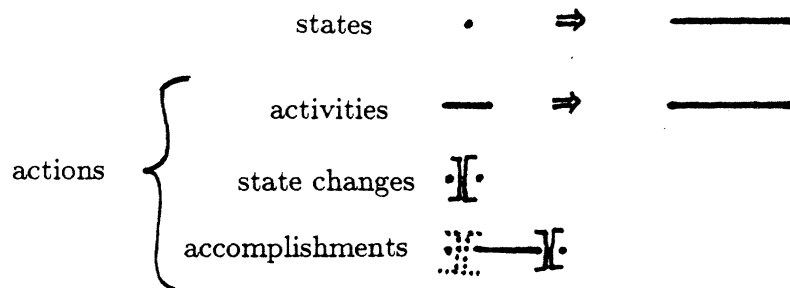 states
activities
actions
state changes
accomplishments